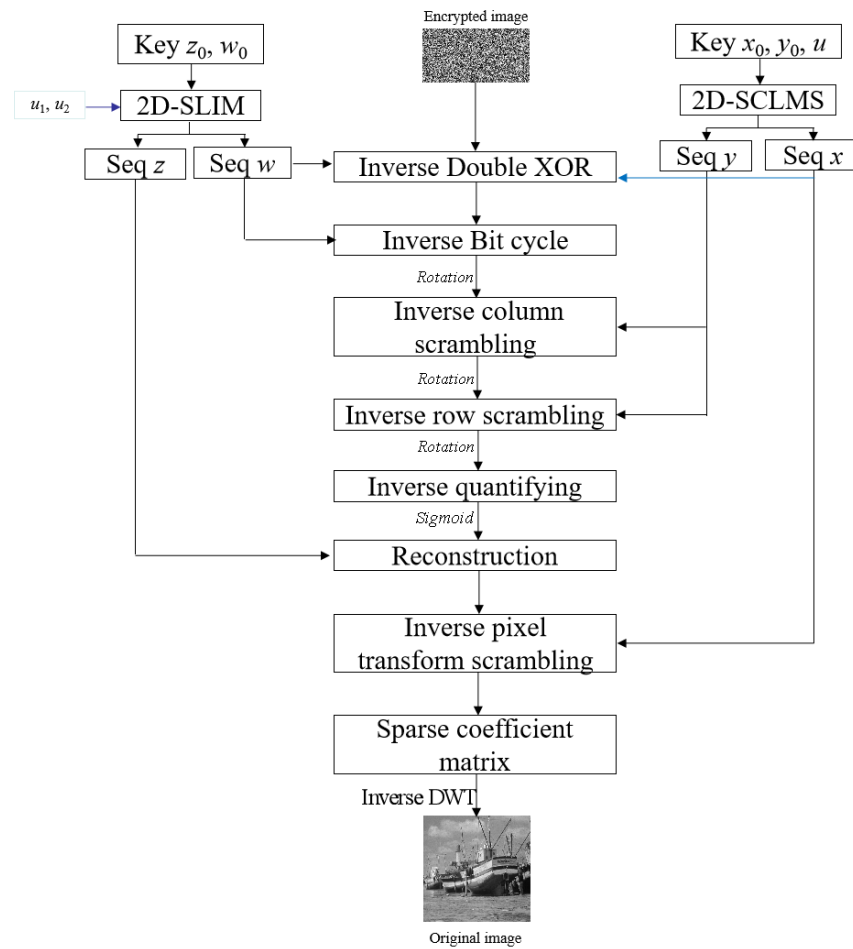 Encrypted image
Key z₀, w₀
Key x₀, y₀, u
u₁, u₂
2D-SLIM
2D-SCLMS
Seq z
Seq w
Seq y
Seq x
Inverse Double XOR
Inverse Bit cycle
Rotation
Inverse column
scrambling
Rotation
Inverse row scrambling
Rotation
Inverse quantifying
Sigmoid
Reconstruction
Inverse pixel
transform scrambling
Sparse coefficient
matrix
Inverse DWT
Original image